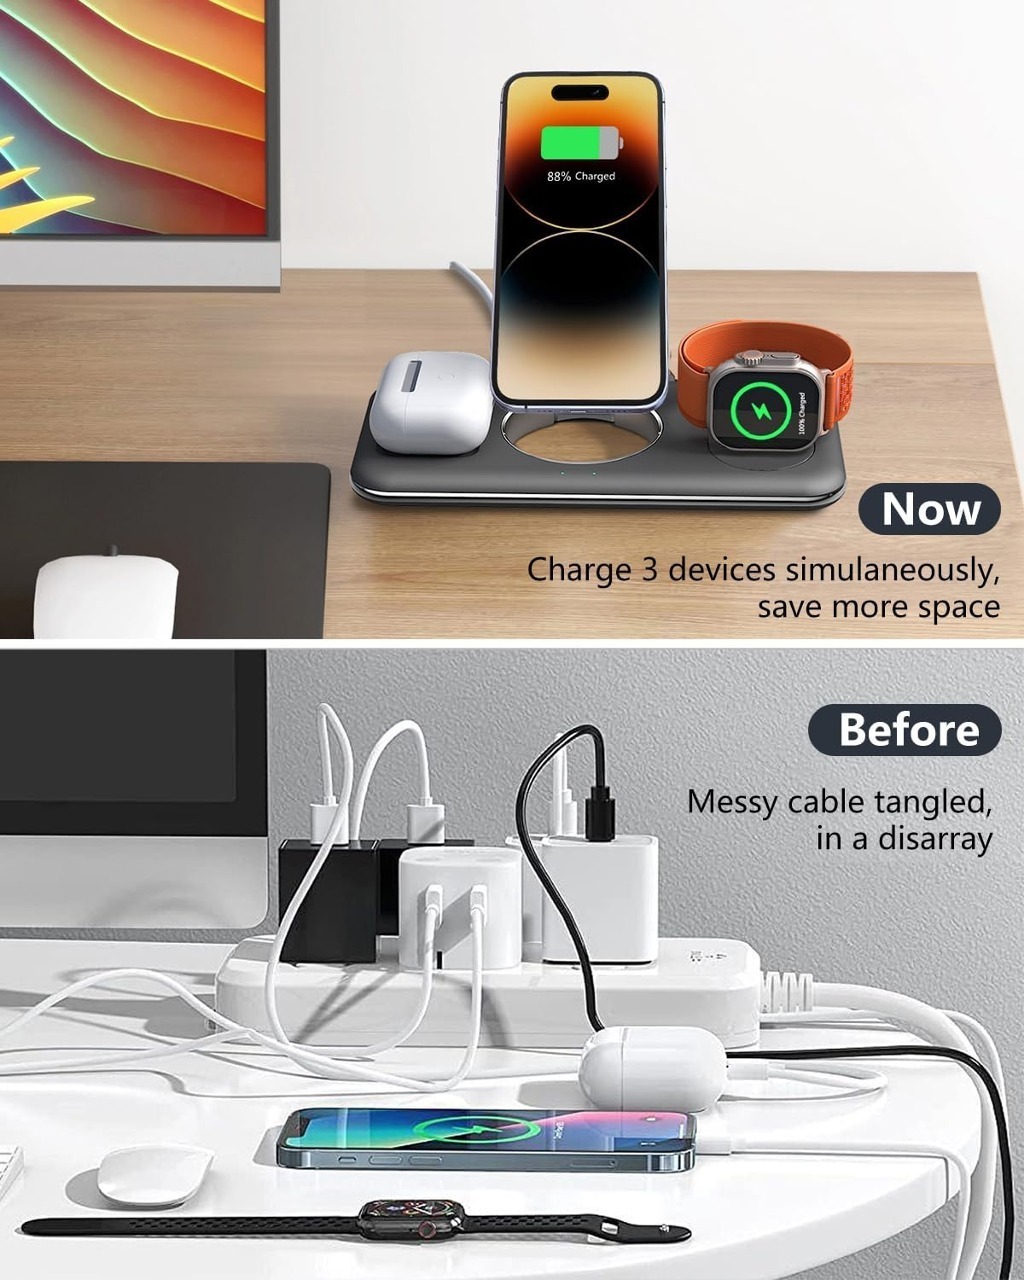 88% Charged
100% Charged
Now
Charge 3 devices simulaneously,
save more space
Before
Messy cable tangled,
in a disarray